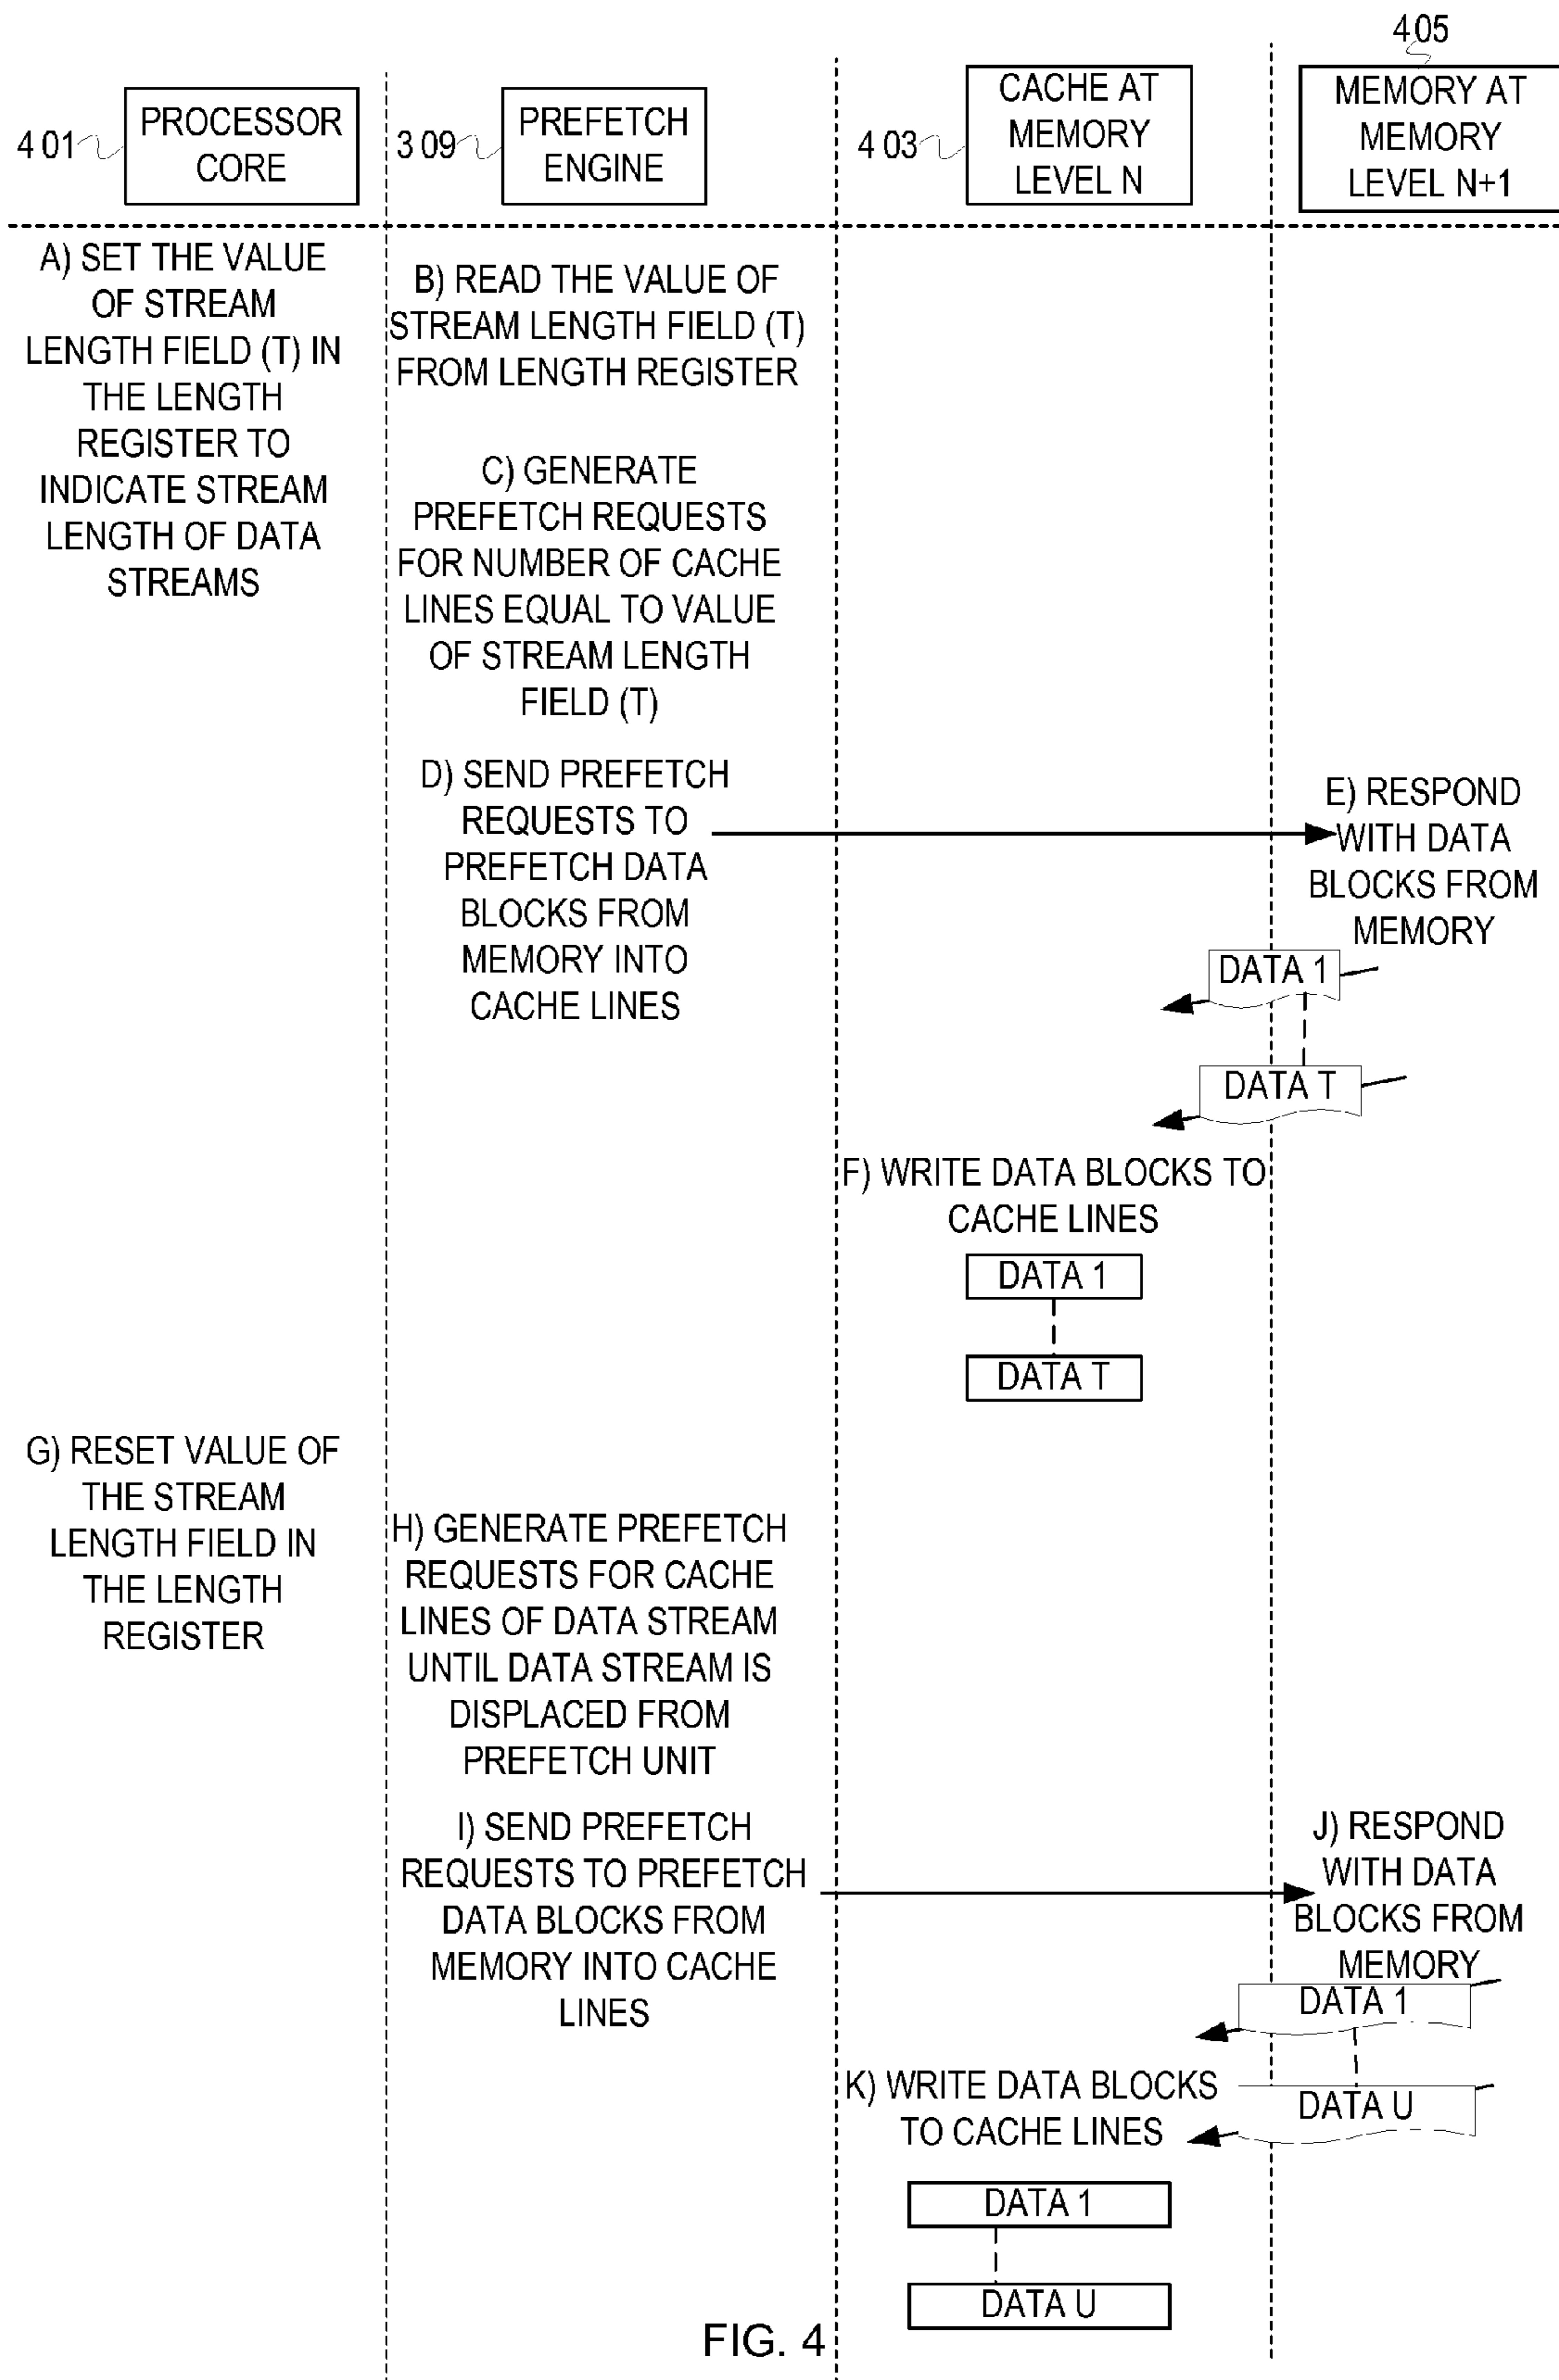 405
401
PROCESSOR
CORE
309
PREFETCH
ENGINE
403
CACHE AT
MEMORY
LEVEL N
MEMORY AT
MEMORY
LEVEL N+1
A) SET THE VALUE
OF STREAM
LENGTH FIELD (T) IN
THE LENGTH
REGISTER TO
INDICATE STREAM
LENGTH OF DATA
STREAMS
B) READ THE VALUE OF
STREAM LENGTH FIELD (T)
FROM LENGTH REGISTER
C) GENERATE
PREFETCH REQUESTS
FOR NUMBER OF CACHE
LINES EQUAL TO VALUE
OF STREAM LENGTH
FIELD (T)
D) SEND PREFETCH
REQUESTS TO
PREFETCH DATA
BLOCKS FROM
MEMORY INTO
CACHE LINES
E) RESPOND
WITH DATA
BLOCKS FROM
MEMORY
DATA 1
DATA T
F) WRITE DATA BLOCKS TO
CACHE LINES
DATA 1
DATA T
G) RESET VALUE OF
THE STREAM
LENGTH FIELD IN
THE LENGTH
REGISTER
H) GENERATE PREFETCH
REQUESTS FOR CACHE
LINES OF DATA STREAM
UNTIL DATA STREAM IS
DISPLACED FROM
PREFETCH UNIT
I) SEND PREFETCH
REQUESTS TO PREFETCH
DATA BLOCKS FROM
MEMORY INTO CACHE
LINES
J) RESPOND
WITH DATA
BLOCKS FROM
MEMORY
DATA 1
DATA U
K) WRITE DATA BLOCKS
TO CACHE LINES
DATA 1
DATA U
FIG. 4